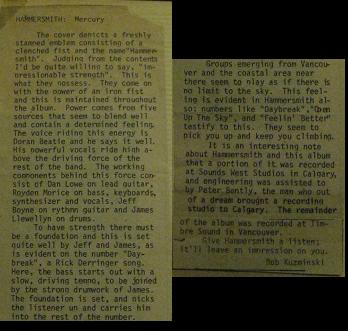 HAMMERSMITH: Mercury
The cover depicts a freshly
stamped emblem consisting of a
clenched fist and the name "Hammer-
smith". Judging from the contents
I'd be quite willing to say, "im-
pressionable strength". This is
what they possess. They come on
with the power of an iron fist
and this is maintained throughout
the album. Power comes from five
sources that seem to blend well
and contain a determined feeling.
The voice riding this energy is
Doran Beatie and he says it well.
His powerful vocals ride high a-
bove the driving force of the
rest of the band. The working
components behind this force con-
sist of Dan Lowe on lead guitar,
Royden Morice on bass, keyboards,
synthesizer and vocals, Jeff
Boyne on rythmn guitar and James
Llewellyn on drums.
To have strength there must
be a foundation and this is set
quite well by Jeff and James, as
is evident on the number "Day-
break", a Rick Derringer song.
Here, the bass starts out with a
slow, driving tempo, to be joined
by the strong drumwork of James.
The foundation is set, and picks
the listener up and carries him
into the rest of the number.
Groups emerging from Vancou-
ver and the coastal area near
there seem to play as if there is
no limit to the sky. This feel-
ing is evident in Hammersmith al-
so: numbers like "Daybreak", "Open
Up The Sky", and "Feelin' Better"
testify to this. They seem to
pick you up and keep you climbing.
It is an interesting note
about Hammersmith and this album
that a portion of it was recorded
at Sounds West Studios in Calgary,
and engineering was assisted to
by Peter Bently, the man who out
of a dream brought a recording
studio to Calgary. The remainder
of the album was recorded at Tim-
bre Sound in Vancouver.
Give Hammersmith a listen;
it'll leave an impression on you.
Bob Kuzminski